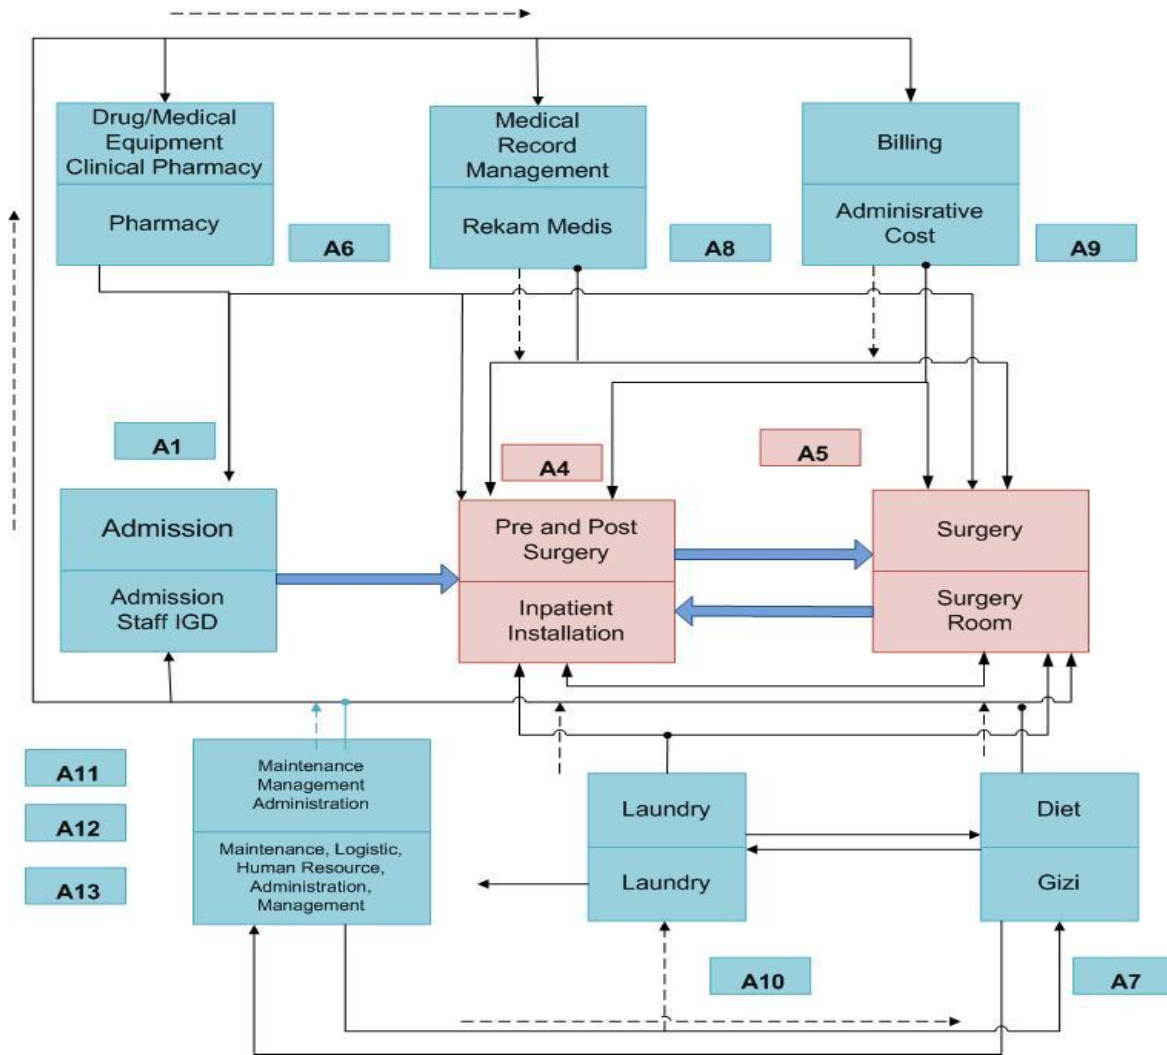 Drug/Medical
Equipment
Clinical Pharmacy
Pharmacy
A6
Medical
Record
Management
Rekam Medis
A8
Billing
Adminisrative
Cost
A9
A1
Admission
Admission
Staff IGD
A4
Pre and Post
Surgery
Inpatient
Installation
A5
Surgery
Surgery
Room
A11
A12
A13
Maintenance
Management
Administration
Maintenance, Logistic,
Human Resource,
Administration,
Management
Laundry
Laundry
A10
Diet
Gizi
A7